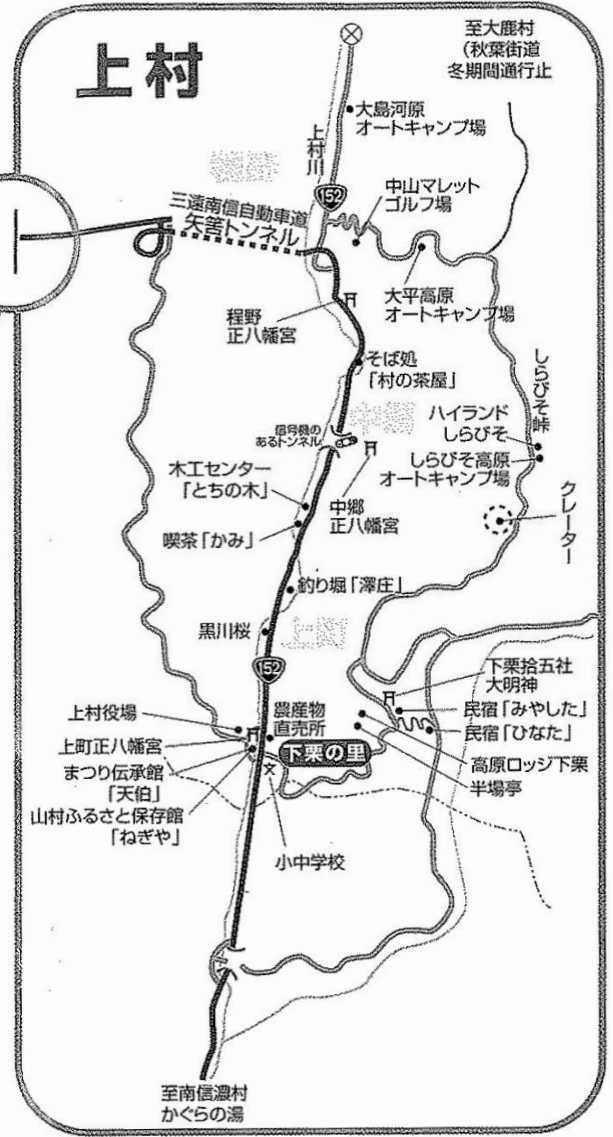 上村
至大鹿村
(秋葉街道
冬期間通行止
大島河原
オートキャンプ場
上村川
152
中山マレット
ゴルフ場
三遠南信自動車道
矢筈トンネル
大平高原
オートキャンプ場
程野
正八幡宮
そば処
「村の茶屋」
しらびそ峠
ハイランド
しらびそ
しらびそ高原
オートキャンプ場
中郷
信号機の
あるトンネル
木工センター
「とちの木」
中郷
正八幡宮
クレーター
喫茶「かみ」
釣り堀「澤庄」
黒川桜
上町
152
下栗拾五社
大明神
上村役場
農産物
直売所
民宿「みやした」
上町正八幡宮
下栗の里
民宿「ひなた」
まつり伝承館
「天伯」
高原ロッジ下栗
半場亭
山村ふるさと保存館
「ねぎや」
文
小中学校
至南信濃村
かぐらの湯